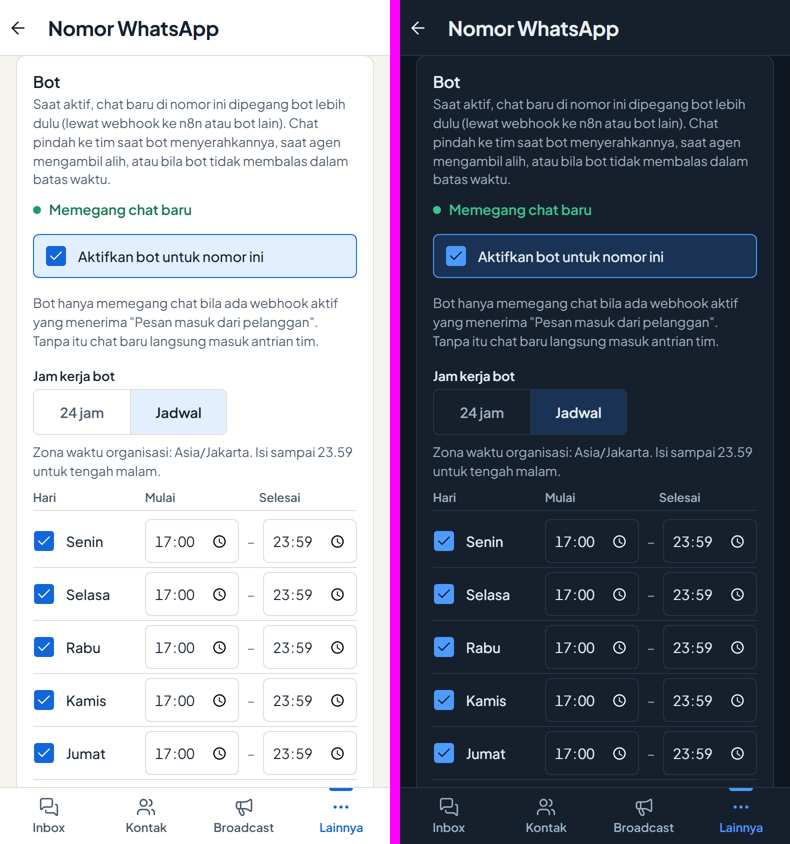 Nomor WhatsApp
Bot
Saat aktif, chat baru di nomor ini dipegang bot lebih
dulu (lewat webhook ke n8n atau bot lain). Chat
pindah ke tim saat bot menyerahkannya, saat agen
mengambil alih, atau bila bot tidak membalas dalam
batas waktu.
Memegang chat baru
Aktifkan bot untuk nomor ini
Bot hanya memegang chat bila ada webhook aktif
yang menerima "Pesan masuk dari pelanggan".
Tanpa itu chat baru langsung masuk antrian tim.
Jam kerja bot
24 jam Jadwal
Zona waktu organisasi: Asia/Jakarta. Isi sampai 23.59
untuk tengah malam.
Hari Mulai Selesai
Senin 17:00 – 23:59
Selasa 17:00 – 23:59
Rabu 17:00 – 23:59
Kamis 17:00 – 23:59
Jumat 17:00 – 23:59
Inbox Kontak Broadcast Lainnya
Nomor WhatsApp
Bot
Saat aktif, chat baru di nomor ini dipegang bot lebih
dulu (lewat webhook ke n8n atau bot lain). Chat
pindah ke tim saat bot menyerahkannya, saat agen
mengambil alih, atau bila bot tidak membalas dalam
batas waktu.
Memegang chat baru
Aktifkan bot untuk nomor ini
Bot hanya memegang chat bila ada webhook aktif
yang menerima "Pesan masuk dari pelanggan".
Tanpa itu chat baru langsung masuk antrian tim.
Jam kerja bot
24 jam Jadwal
Zona waktu organisasi: Asia/Jakarta. Isi sampai 23.59
untuk tengah malam.
Hari Mulai Selesai
Senin 17:00 – 23:59
Selasa 17:00 – 23:59
Rabu 17:00 – 23:59
Kamis 17:00 – 23:59
Jumat 17:00 – 23:59
Inbox Kontak Broadcast Lainnya